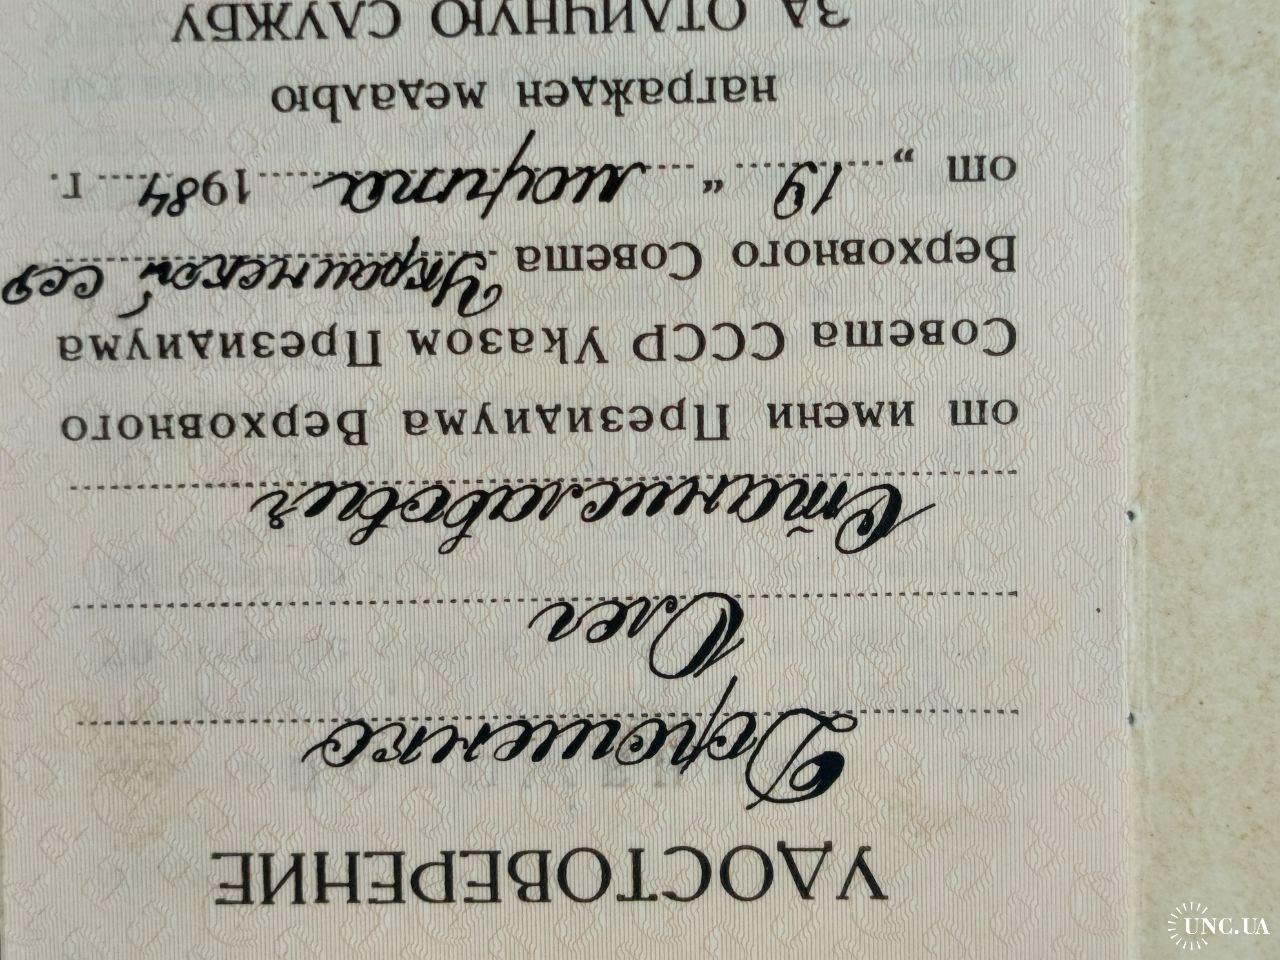 УДОСТОВЕРЕНИЕ
Дорошенко
Олег
Станиславович
от имени Президиума Верховного
Совета СССР Указом Президиума
Верховного Совета Украинской ССР
от „ 19 “ марта 1984 г.
награжден медалью
ЗА ОТЛИЧНУЮ СЛУЖБУ
UNC.UA